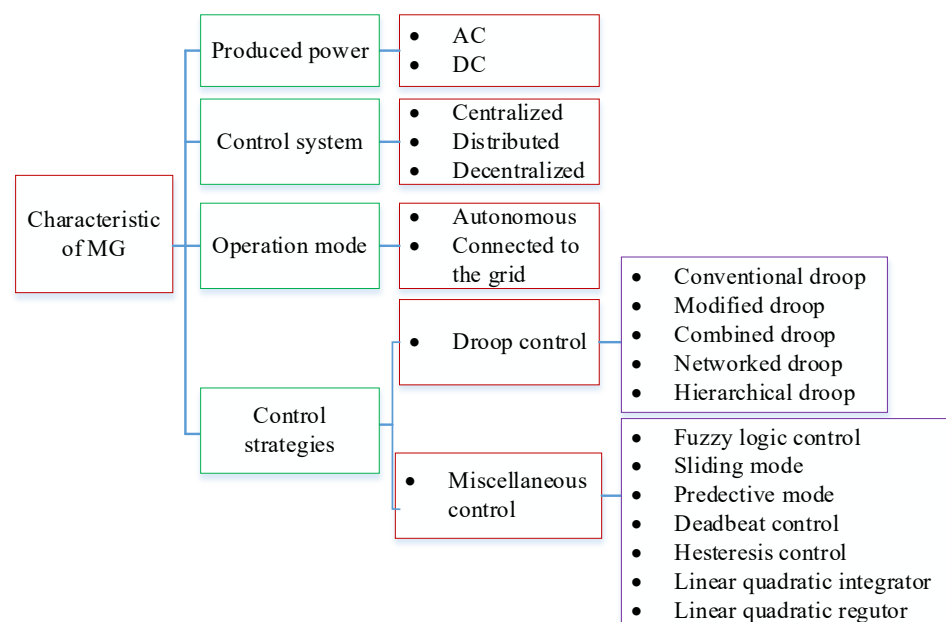 Characteristic
of MG
Produced power
• AC
• DC
Control system
• Centralized
• Distributed
• Decentralized
Operation mode
• Autonomous
• Connected to
the grid
Control
strategies
• Droop control
• Conventional droop
• Modified droop
• Combined droop
• Networked droop
• Hierarchical droop
• Miscellaneous
control
• Fuzzy logic control
• Sliding mode
• Predective mode
• Deadbeat control
• Hesteresis control
• Linear quadratic integrator
• Linear quadratic regutor